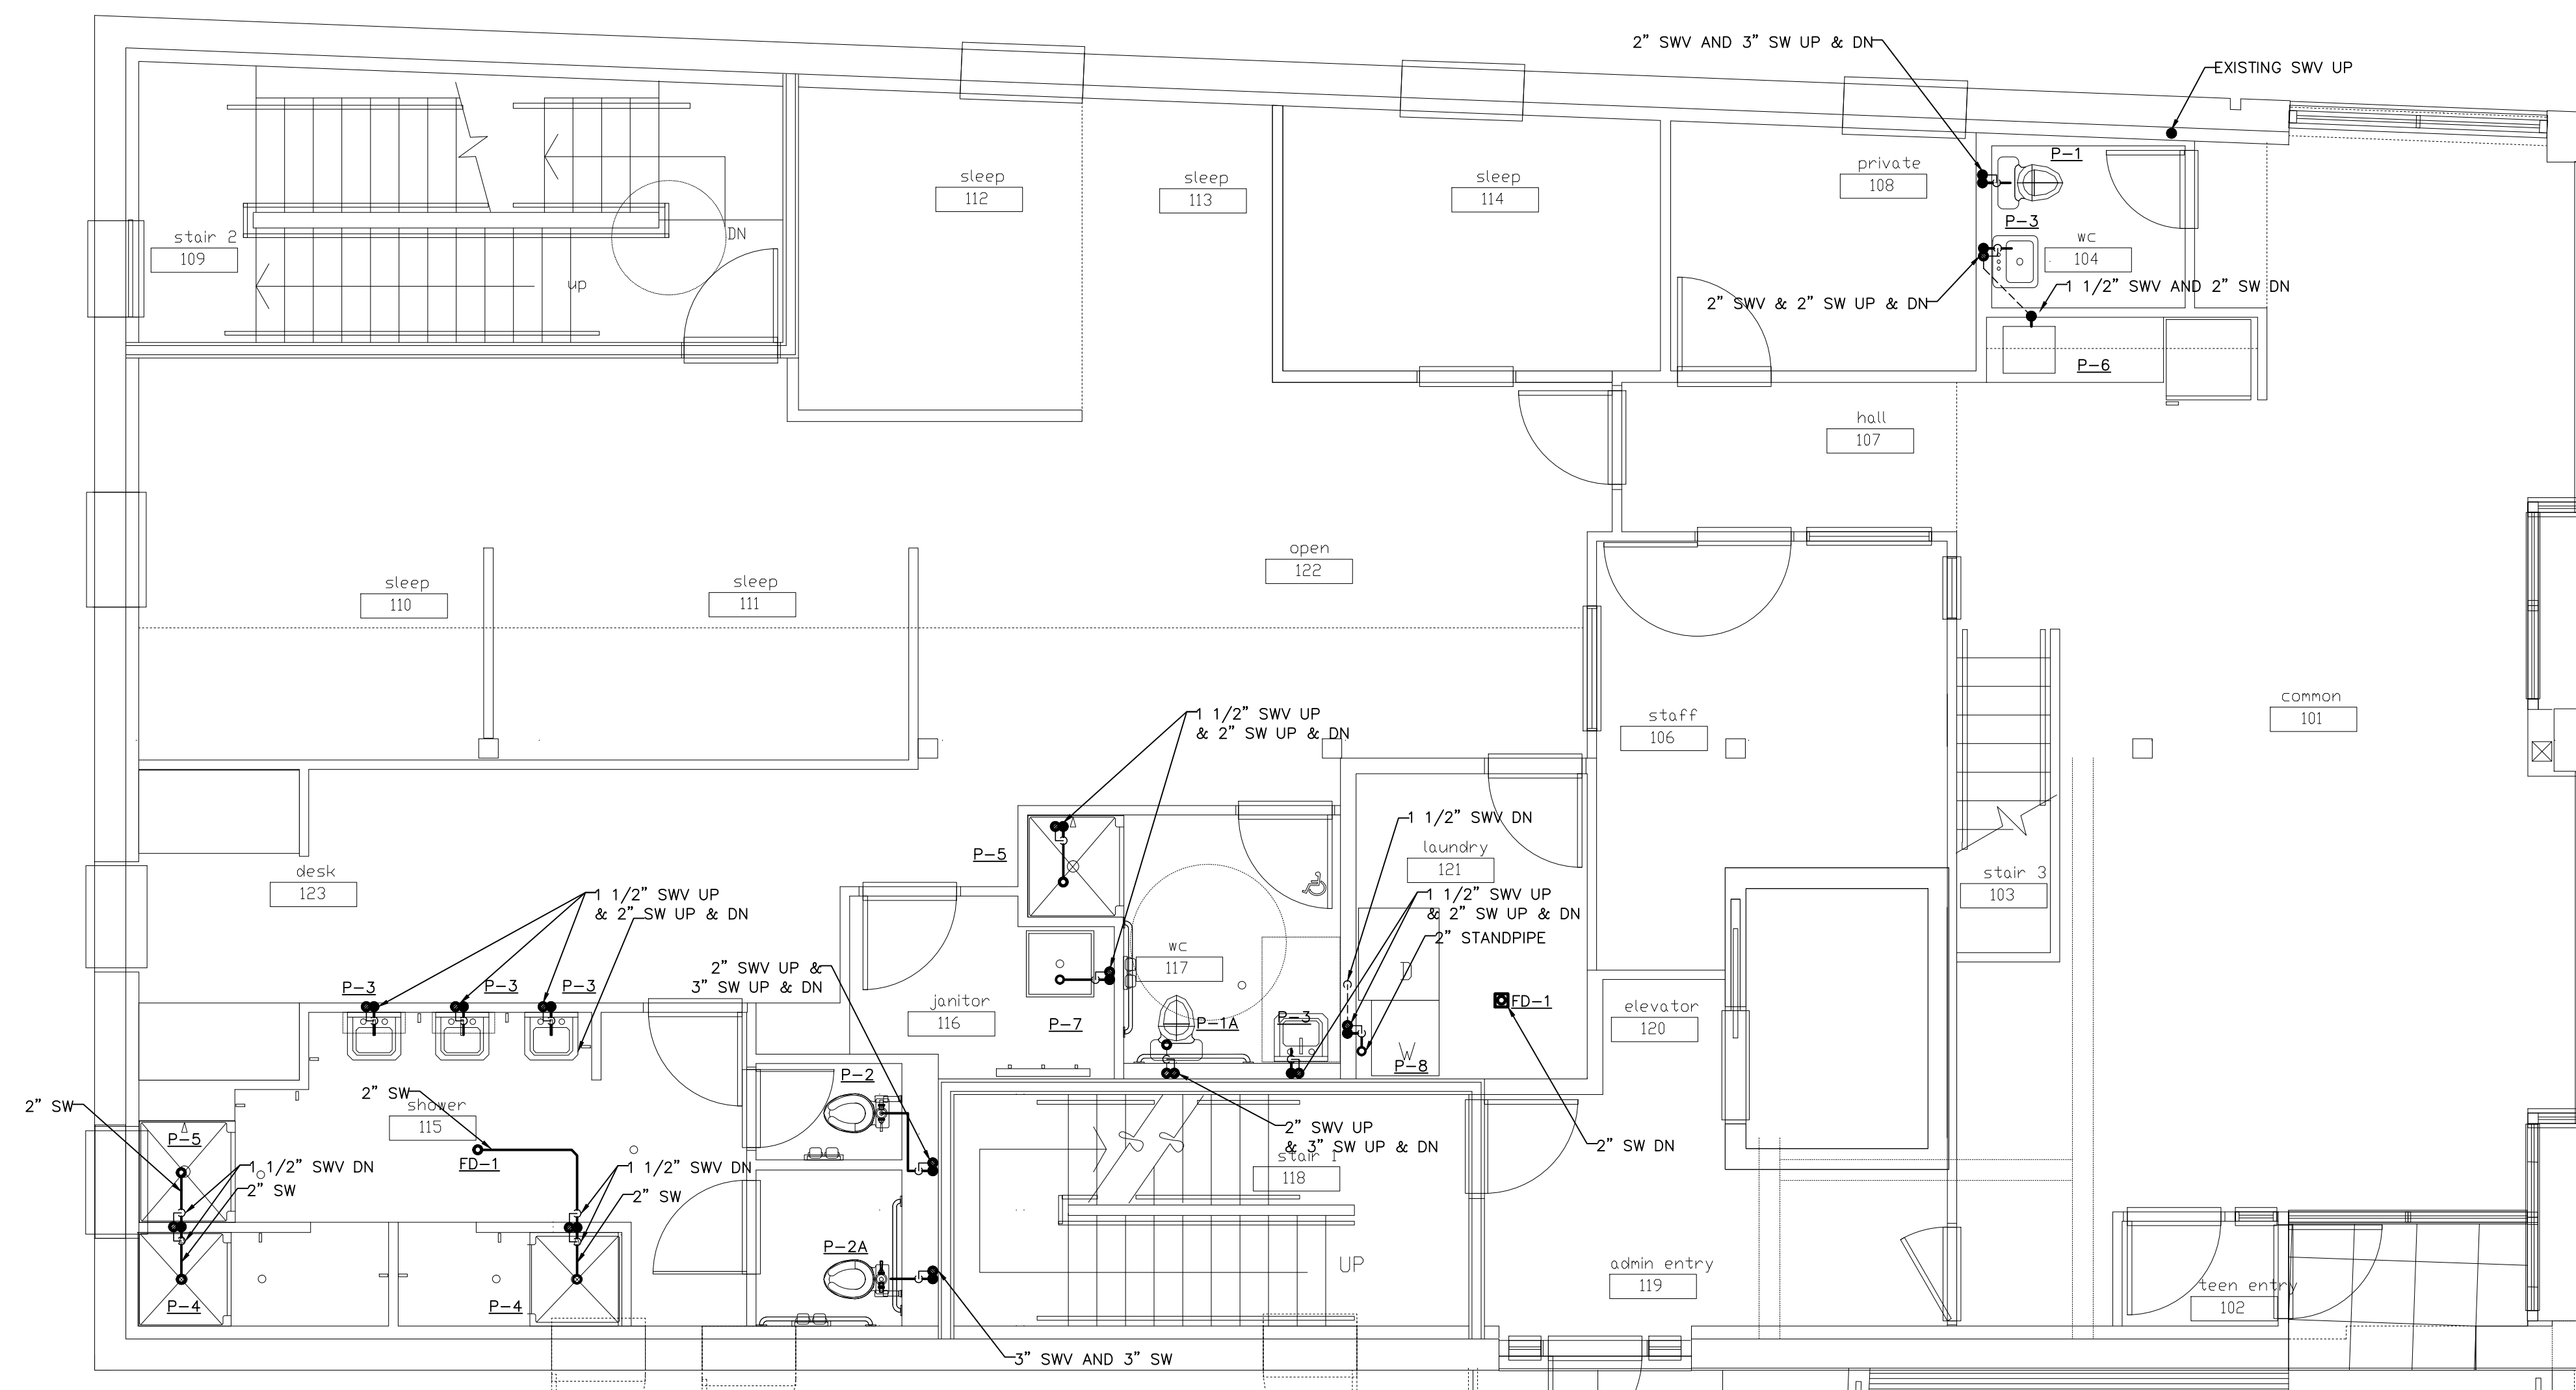 2” SWV AND 3” SW UP & DN
EXISTING SWV UP
P-1
private
108
sleep
112
sleep
113
sleep
114
P-3
stair 2
109
DN
wc
104
up
1 1/2” SWV AND 2” SW DN
2” SWV & 2” SW UP & DN
P-6
hall
107
open
122
sleep
110
sleep
111
common
101
1 1/2” SWV UP
& 2” SW UP & DN
staff
106
1 1/2” SWV DN
P-5
laundry
121
desk
123
stair 3
103
1 1/2” SWV UP
& 2” SW UP & DN
1 1/2” SWV UP
& 2” SW UP & DN
2” STANDPIPE
wc
117
D
2” SWV UP &
3” SW UP & DN
P-3
P-3
P-3
janitor
116
P-7
P-1A
P-3
FD-1
elevator
120
W
P-8
P-2
2” SW
2” SW
shower
115
P-5
FD-1
2” SWV UP
& 3” SW UP & DN
2” SW DN
stair 1
118
1 1/2” SWV DN
2” SW
1 1/2” SWV DN
2” SW
P-2A
UP
admin entry
119
teen entry
102
P-4
P-4
3” SWV AND 3” SW